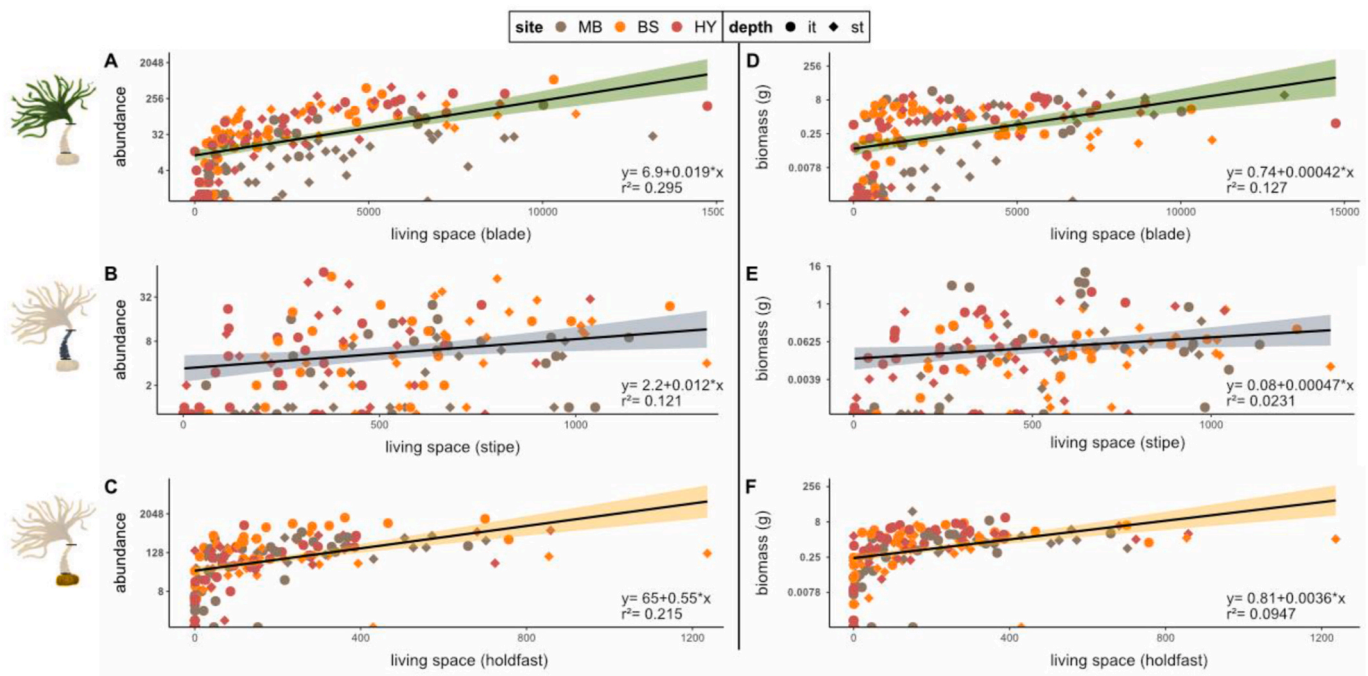 site MB BS HY depth it st
A
2048
256
32
4
abundance
y= 6.9+0.019*x
r²= 0.295
0 5000 10000 1500
living space (blade)
D
256
8
0.25
0.0078
biomass (g)
y= 0.74+0.00042*x
r²= 0.127
0 5000 10000 15000
living space (blade)
B
32
8
2
abundance
y= 2.2+0.012*x
r²= 0.121
0 500 1000
living space (stipe)
E
16
1
0.0625
0.0039
biomass (g)
y= 0.08+0.00047*x
r²= 0.0231
0 500 1000
living space (stipe)
C
2048
128
8
abundance
y= 65+0.55*x
r²= 0.215
0 400 800 1200
living space (holdfast)
F
256
8
0.25
0.0078
biomass (g)
y= 0.81+0.0036*x
r²= 0.0947
0 400 800 1200
living space (holdfast)